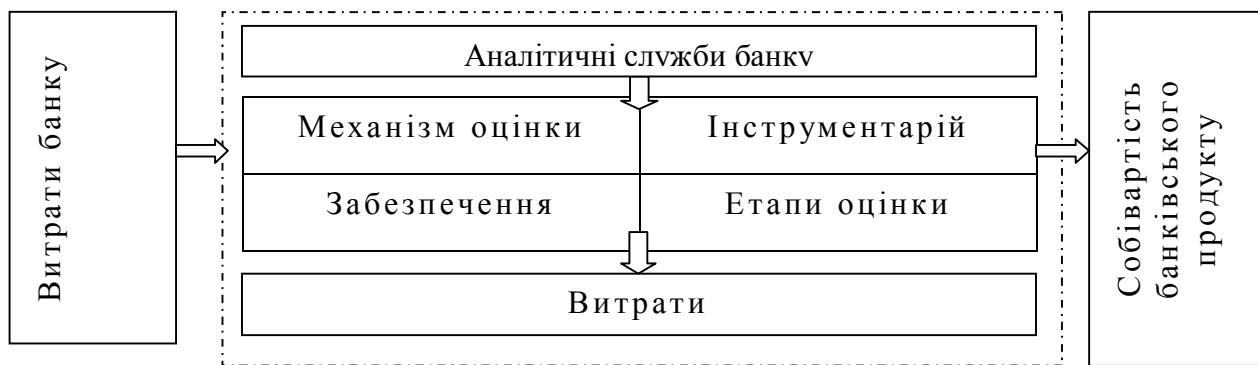 Витрати банку
Аналітичні служби банку
Механізм оцінки
Інструментарій
Забезпечення
Етапи оцінки
Витрати
Собівартість
банківського
продукту